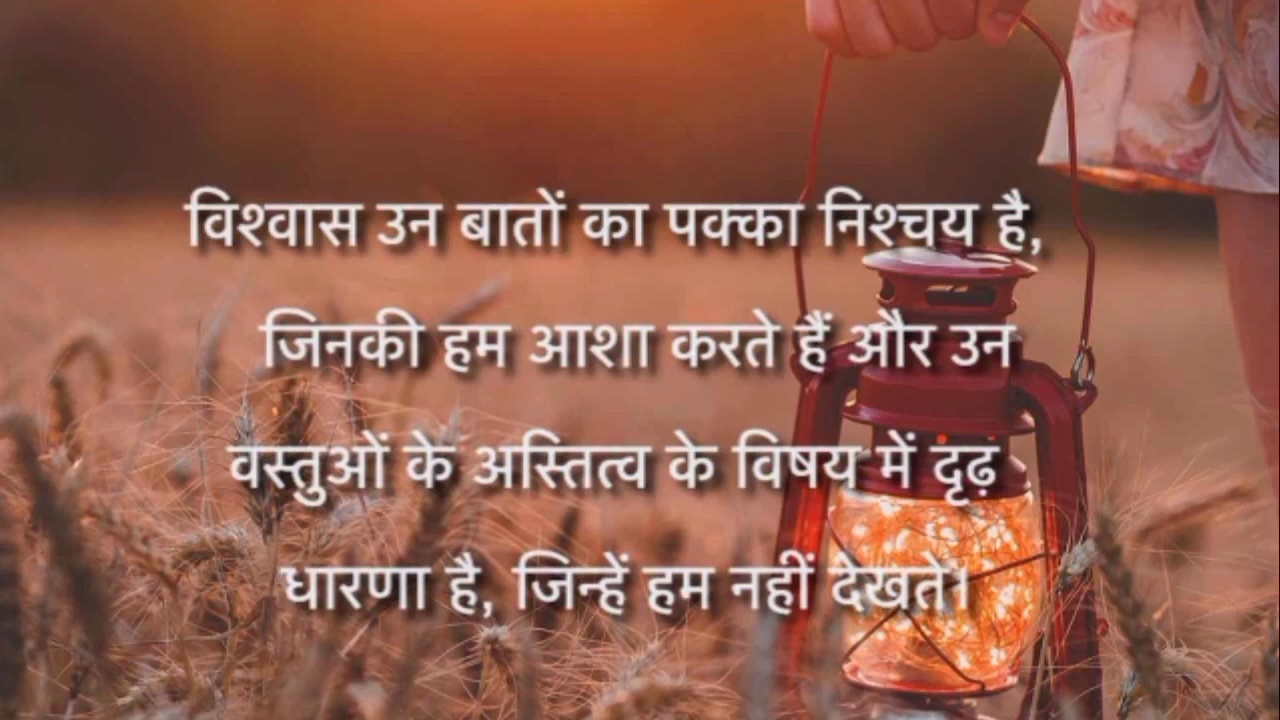 विश्वास उन बातों का पक्का निश्चय है,
जिनकी हम आशा करते हैं और उन
वस्तुओं के अस्तित्व के विषय में दृढ़
धारणा है, जिन्हें हम नहीं देखते।